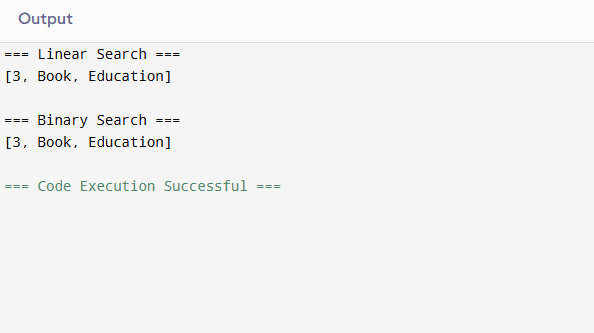 Output
=== Linear Search ===
[3, Book, Education]
=== Binary Search ===
[3, Book, Education]
=== Code Execution Successful ===